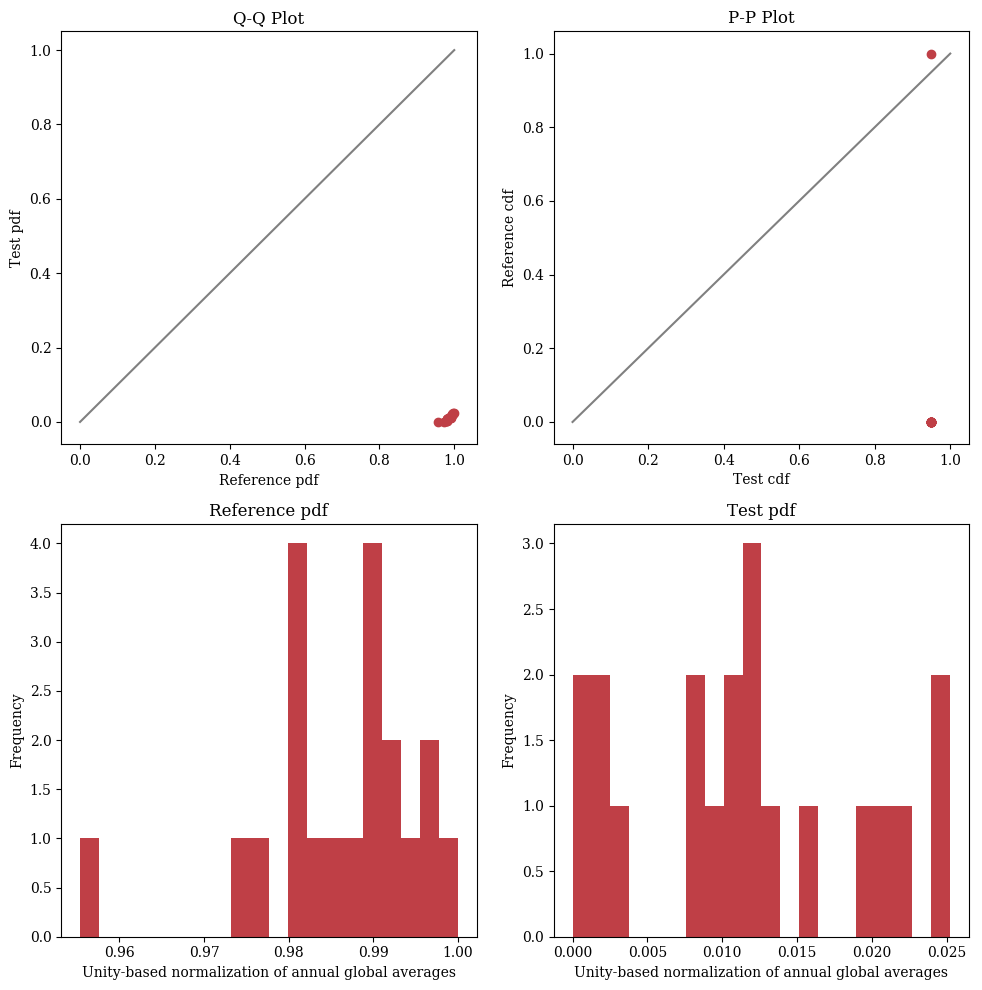 Q-Q Plot
P-P Plot
1.0
0.8
0.6
0.4
0.2
0.0
Test pdf
0.0 0.2 0.4 0.6 0.8 1.0
Reference pdf
1.0
0.8
0.6
0.4
0.2
0.0
Reference cdf
0.0 0.2 0.4 0.6 0.8 1.0
Test cdf
Reference pdf
4.0
3.5
3.0
2.5
2.0
1.5
1.0
0.5
0.0
Frequency
0.96 0.97 0.98 0.99 1.00
Unity-based normalization of annual global averages
Test pdf
3.0
2.5
2.0
1.5
1.0
0.5
0.0
Frequency
0.000 0.005 0.010 0.015 0.020 0.025
Unity-based normalization of annual global averages